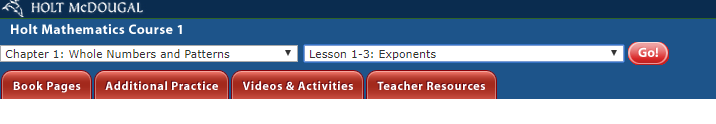 HOLT MCDOUGAL
Holt Mathematics Course 1
Chapter 1: Whole Numbers and Patterns Lesson 1-3: Exponents Go!
Book Pages Additional Practice Videos & Activities Teacher Resources